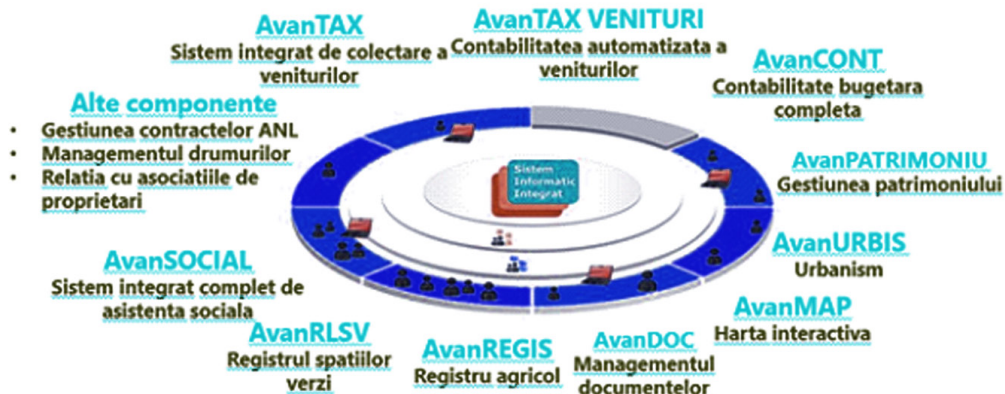 AvanTAX
Sistem integrat de colectare a
veniturilor
AvanTAX VENITURI
Contabilitatea automatizata a
veniturilor
AvanCONT
Contabilitate bugetara
completa
Alte componente
• Gestiunea contractelor ANL
• Managementul drumurilor
• Relatia cu asociatiile de
proprietari
AvanPATRIMONIU
Gestiunea patrimoniului
Sistem
Informatic
Integrat
AvanURBIS
Urbanism
AvanSOCIAL
Sistem integrat complet de
asistenta sociala
AvanMAP
Harta interactiva
AvanRLSV
Registrul spatiilor
verzi
AvanREGIS
Registru agricol
AvanDOC
Managementul
documentelor